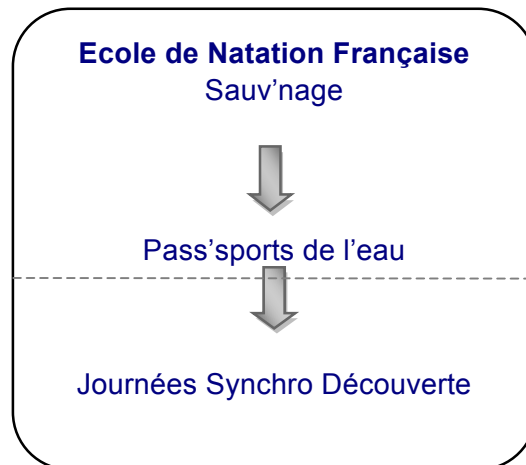 Ecole de Natation Française
Sauv’nage
Pass’sports de l’eau
Journées Synchro Découverte